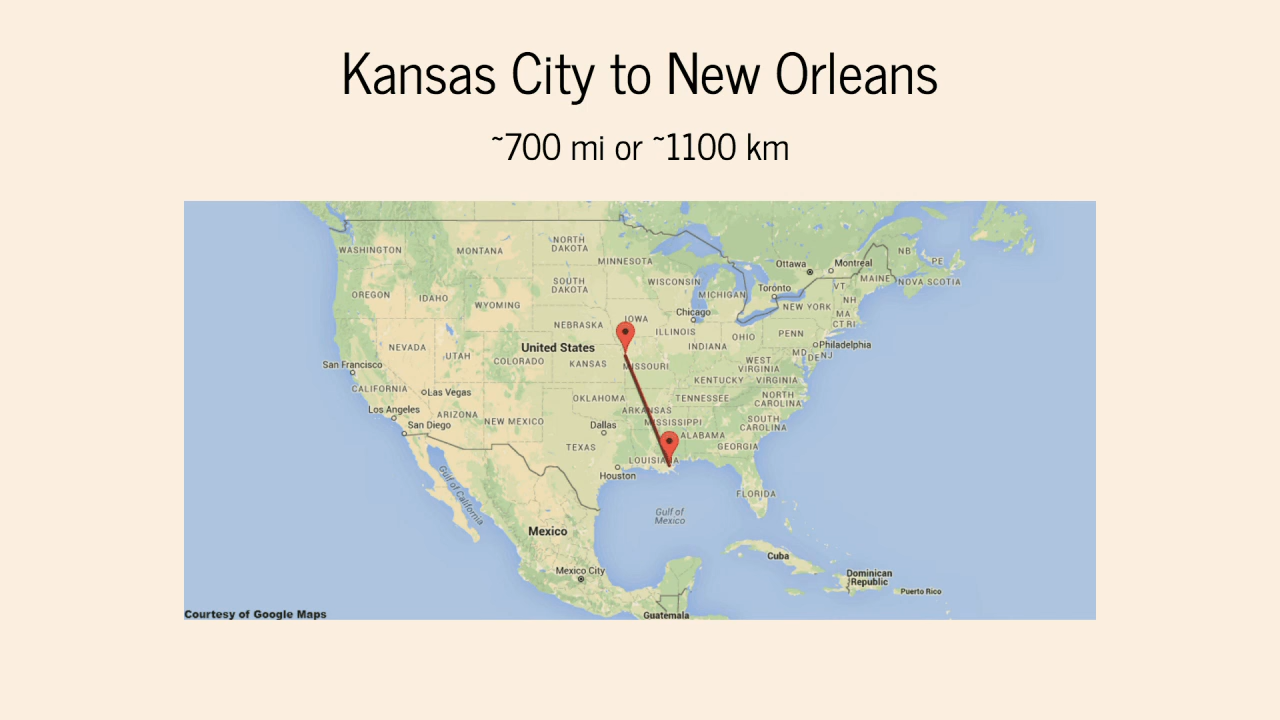 Kansas City to New Orleans
~700 mi or ~1100 km
WASHINGTON
MONTANA
NORTH
DAKOTA
MINNESOTA
Ottawa
Montreal
NB
PE
NOVA SCOTIA
MAINE
OREGON
IDAHO
WYOMING
SOUTH
DAKOTA
WISCONSIN
MICHIGAN
Toronto
VT
NH
NEW YORK
MA
CT RI
NEBRASKA
IOWA
Chicago
ILLINOIS
INDIANA
OHIO
PENN
Philadelphia
MD
DE
NJ
NEVADA
UTAH
United States
COLORADO
KANSAS
MISSOURI
WEST
VIRGINIA
KENTUCKY
VIRGINIA
San Francisco
CALIFORNIA
Las Vegas
OKLAHOMA
ARKANSAS
TENNESSEE
NORTH
CAROLINA
Los Angeles
San Diego
ARIZONA
NEW MEXICO
Dallas
MISSISSIPPI
ALABAMA
SOUTH
CAROLINA
GEORGIA
TEXAS
LOUISIANA
Houston
FLORIDA
Gulf of California
Gulf of
Mexico
Mexico
Mexico City
Cuba
Dominican
Republic
Puerto Rico
Guatemala
Courtesy of Google Maps